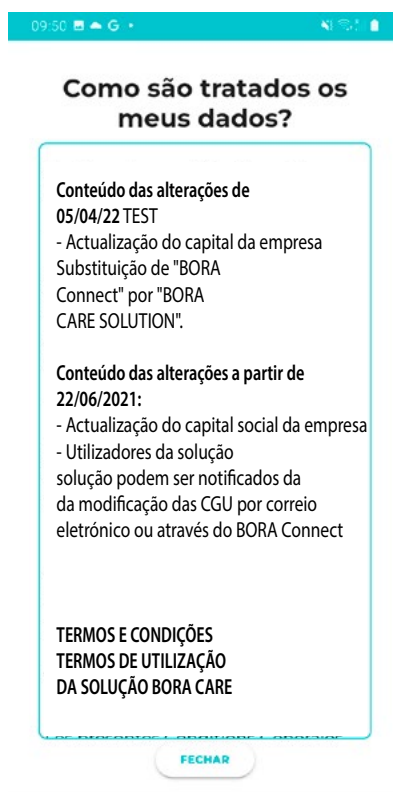 09:50 G
Como são tratados os
meus dados?
Conteúdo das alterações de
05/04/22 TEST
- Actualização do capital da empresa
Substituição de "BORA
Connect" por "BORA
CARE SOLUTION".
Conteúdo das alterações a partir de
22/06/2021:
- Actualização do capital social da empresa
- Utilizadores da solução
solução podem ser notificados da
da modificação das CGU por correio
eletrónico ou através do BORA Connect
TERMOS E CONDIÇÕES
TERMOS DE UTILIZAÇÃO
DA SOLUÇÃO BORA CARE
FECHAR